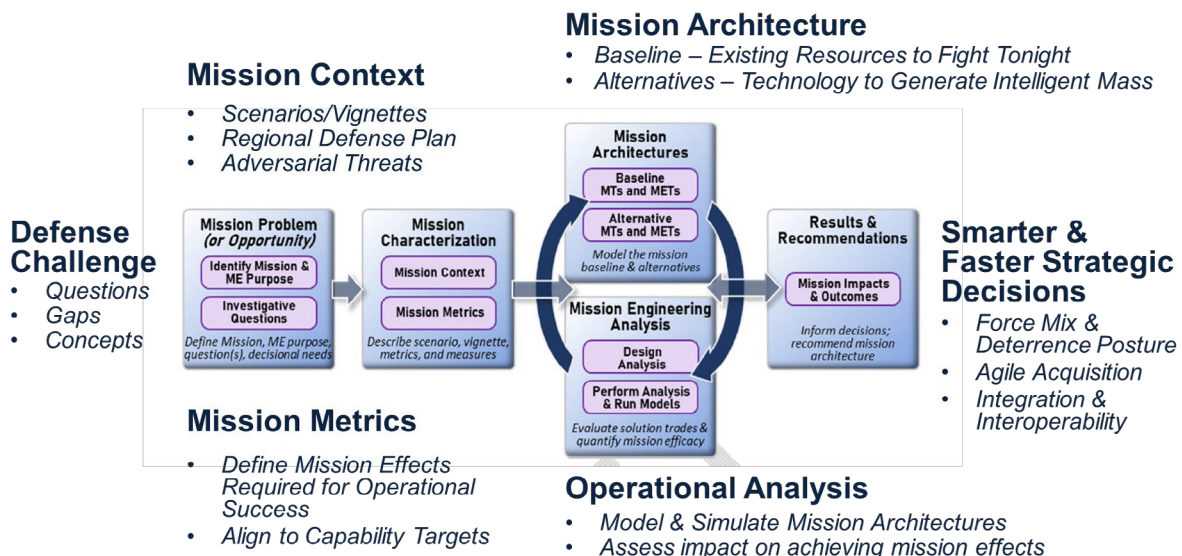 Mission Architecture
• Baseline – Existing Resources to Fight Tonight
• Alternatives – Technology to Generate Intelligent Mass
Mission Context
• Scenarios/Vignettes
• Regional Defense Plan
• Adversarial Threats
Defense
Challenge
• Questions
• Gaps
• Concepts
Mission Problem
(or Opportunity)
Identify Mission &
ME Purpose
Investigative
Questions
Define Mission, ME purpose,
question(s), decisional needs
Mission
Characterization
Mission Context
Mission Metrics
Describe scenario, vignette,
metrics, and measures
Mission
Architectures
Baseline
MTs and METs
Alternative
MTs and METs
Model the mission
baseline & alternatives
Mission Engineering
Analysis
Design
Analysis
Perform Analysis
& Run Models
Evaluate solution trades &
quantify mission efficacy
Results &
Recommendations
Mission Impacts
& Outcomes
Inform decisions;
recommend mission
architecture
Smarter &
Faster Strategic
Decisions
• Force Mix &
Deterrence Posture
• Agile Acquisition
• Integration &
Interoperability
Mission Metrics
• Define Mission Effects
Required for Operational
Success
• Align to Capability Targets
Operational Analysis
• Model & Simulate Mission Architectures
• Assess impact on achieving mission effects